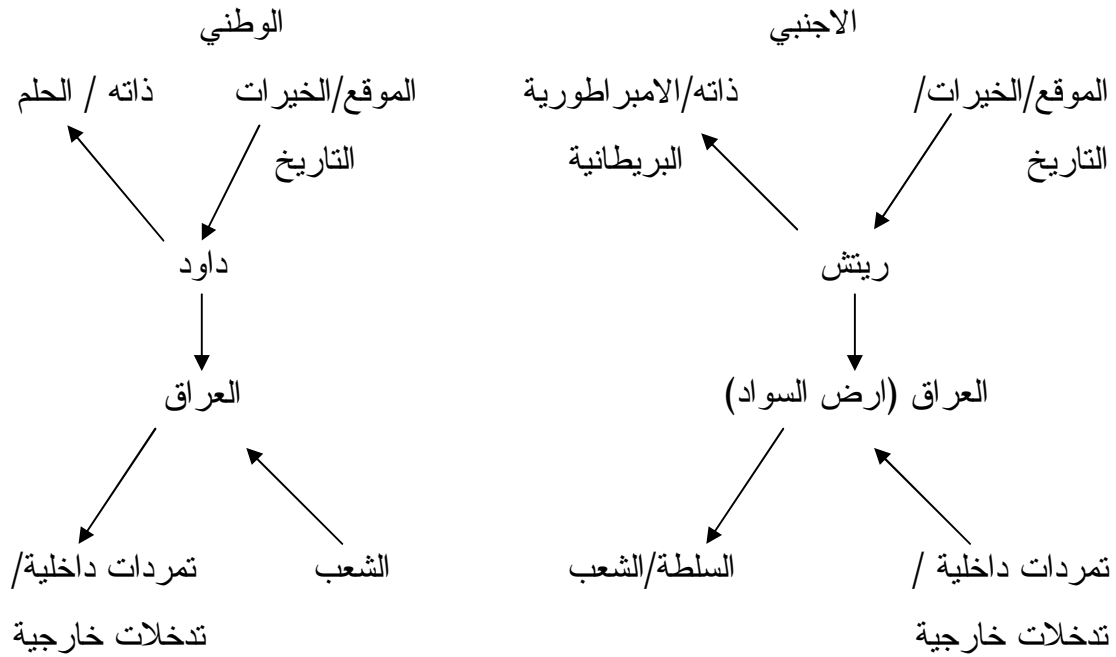 الاجنبي
الوطني
الموقع/الخيرات/
ذاته/الامبراطورية
الموقع/الخيرات
ذاته / الحلم
التاريخ
البريطانية
التاريخ
ريتش
داود
العراق (ارض السواد)
العراق
تمردات داخلية /
السلطة/الشعب
الشعب
تمردات داخلية/
تدخلات خارجية
تدخلات خارجية